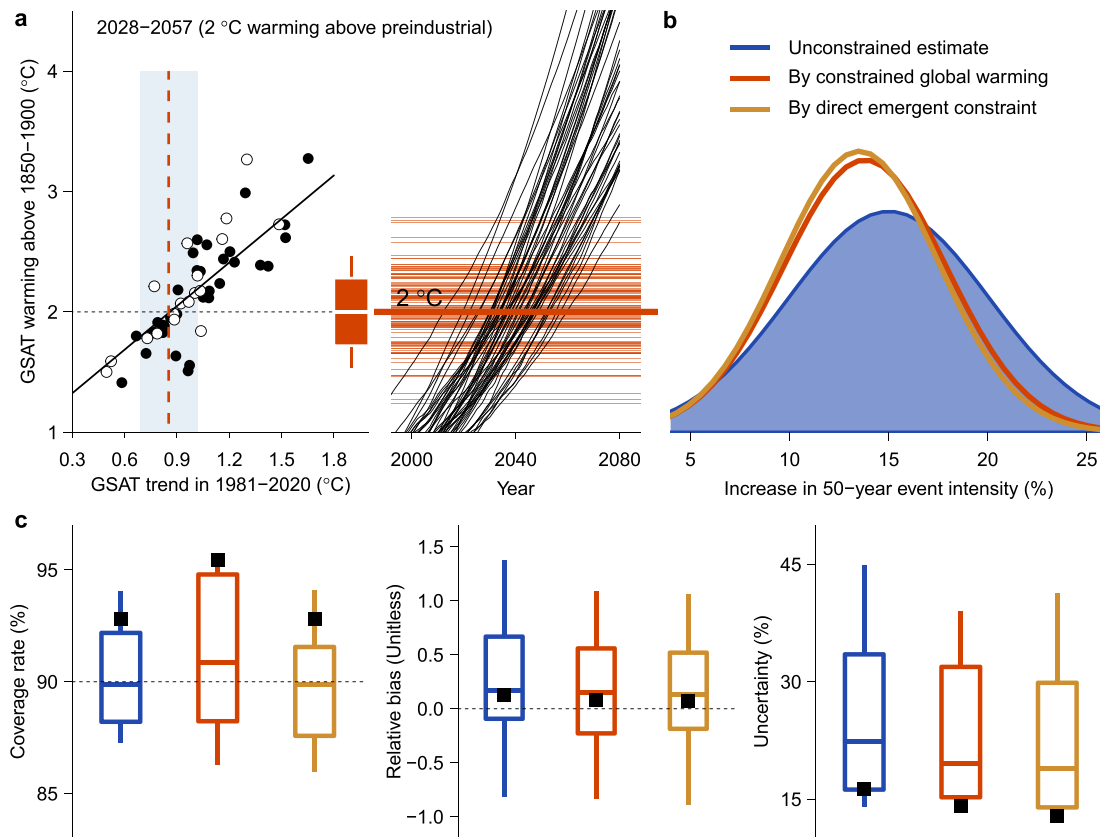 a
2028−2057 (2 °C warming above preindustrial)
GSAT warming above 1850−1900 (°C)
4
3
2
1
0.3 0.6 0.9 1.2 1.5 1.8
GSAT trend in 1981−2020 (°C)
2 °C
2000 2040 2080
Year
b
Unconstrained estimate
By constrained global warming
By direct emergent constraint
5 10 15 20 25
Increase in 50−year event intensity (%)
c
Coverage rate (%)
95
90
85
Relative bias (Unitless)
1.5
1.0
0.5
0.0
−0.5
−1.0
Uncertainty (%)
45
30
15